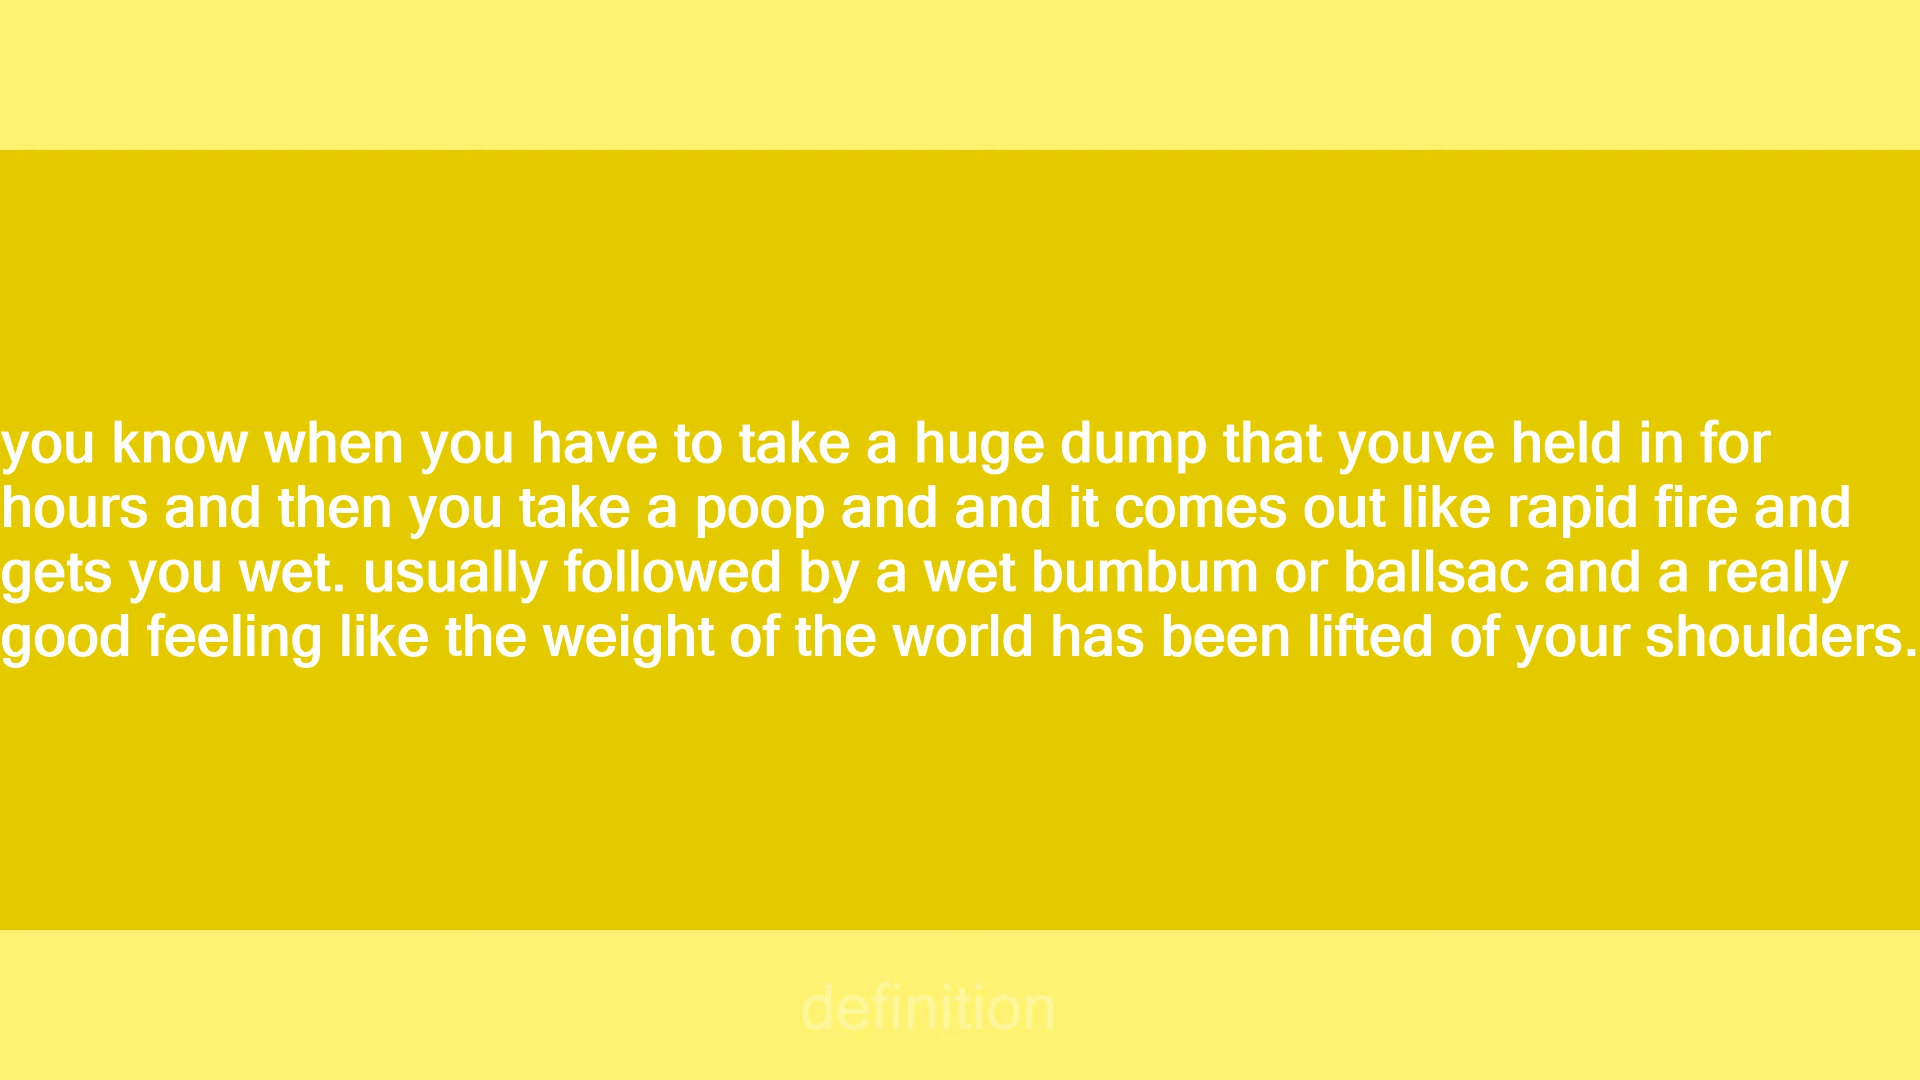 you know when you have to take a huge dump that youve held in for
hours and then you take a poop and and it comes out like rapid fire and
gets you wet. usually followed by a wet bumbum or ballsac and a really
good feeling like the weight of the world has been lifted of your shoulders.
definition